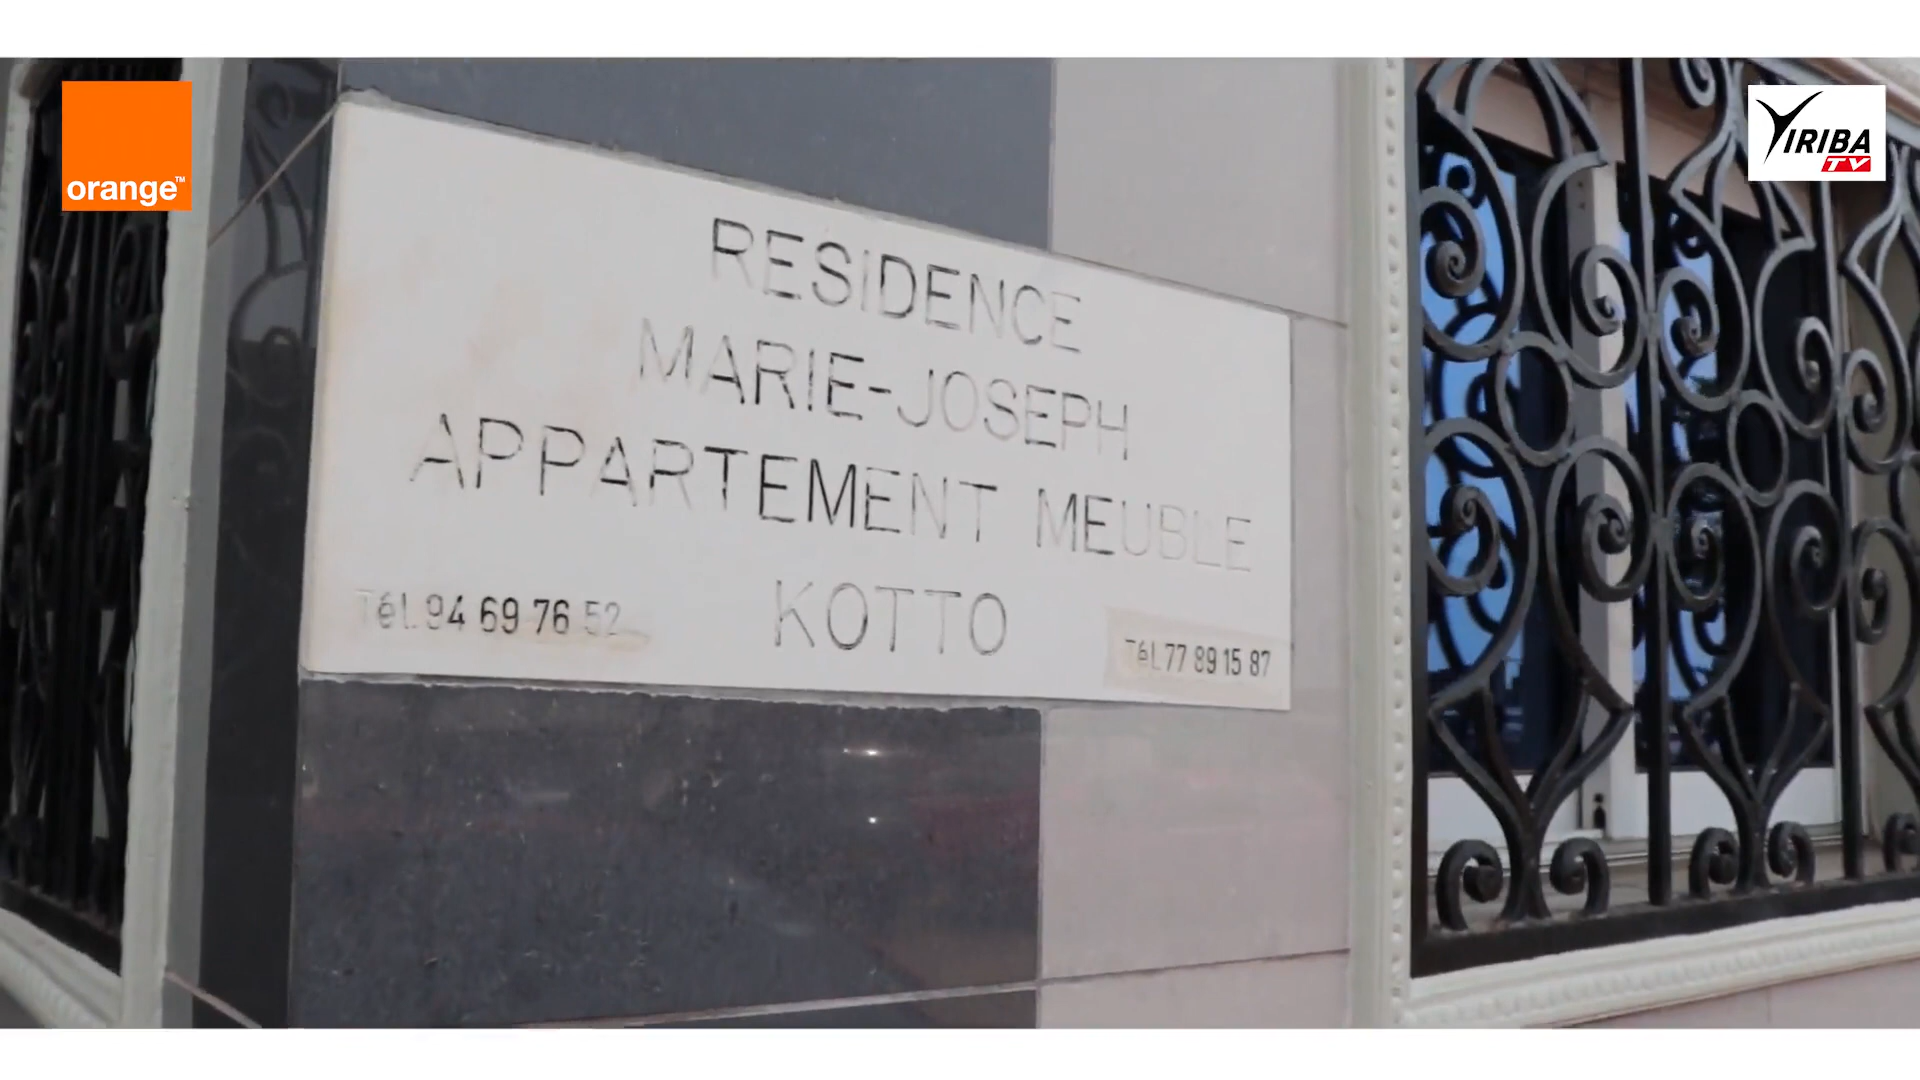 orange™
YIRIBA
TV
RESIDENCE
MARIE-JOSEPH
APPARTEMENT MEUBLE
KOTTO
Tél. 94 69 76 52
Tél. 77 89 15 87